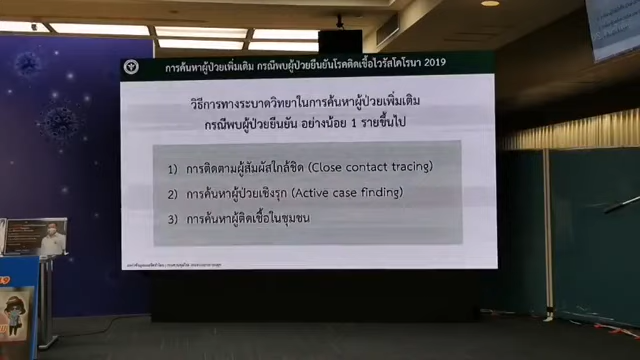 การค้นหาผู้ป่วยเพิ่มเติม กรณีพบผู้ป่วยยืนยันโรคติดเชื้อไวรัสโคโรนา 2019
วิธีการทางระบาดวิทยาในการค้นหาผู้ป่วยเพิ่มเติม
กรณีพบผู้ป่วยยืนยัน อย่างน้อย 1 รายขึ้นไป
1) การติดตามผู้สัมผัสใกล้ชิด (Close contact tracing)
2) การค้นหาผู้ป่วยเชิงรุก (Active case finding)
3) การค้นหาผู้ติดเชื้อในชุมชน